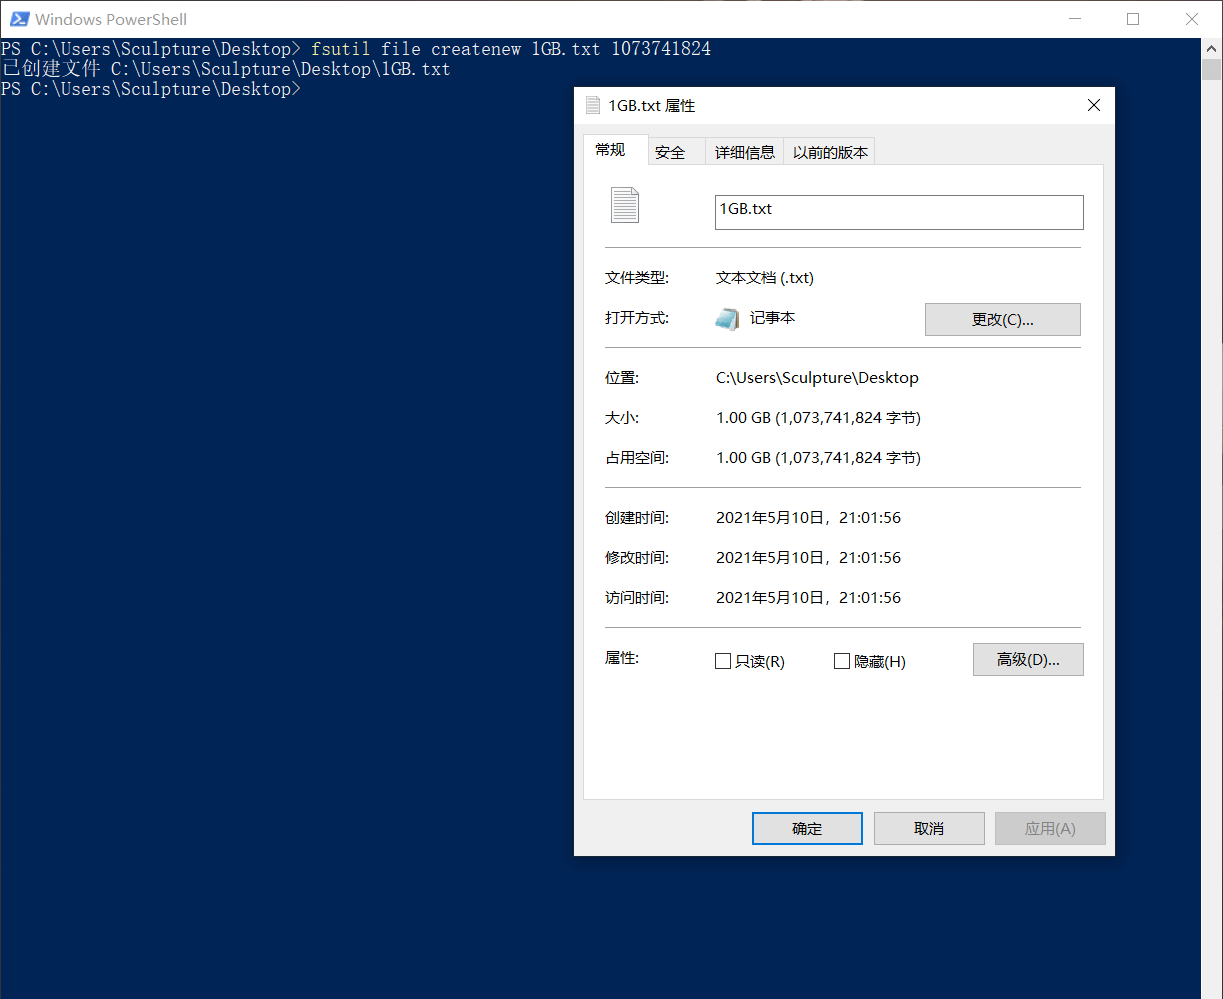 Windows PowerShell
PS C:\Users\Sculpture\Desktop> fsutil file createnew 1GB.txt 1073741824
已创建文件 C:\Users\Sculpture\Desktop\1GB.txt
PS C:\Users\Sculpture\Desktop>
1GB.txt 属性
常规 安全 详细信息 以前的版本
1GB.txt
文件类型: 文本文档 (.txt)
打开方式: 记事本 更改(C)...
位置: C:\Users\Sculpture\Desktop
大小: 1.00 GB (1,073,741,824 字节)
占用空间: 1.00 GB (1,073,741,824 字节)
创建时间: 2021年5月10日，21:01:56
修改时间: 2021年5月10日，21:01:56
访问时间: 2021年5月10日，21:01:56
属性: 只读(R) 隐藏(H) 高级(D)...
确定 取消 应用(A)